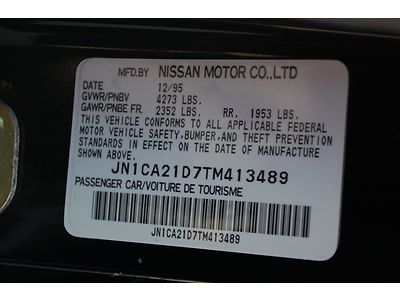 MFD.BY NISSAN MOTOR CO.,LTD
DATE 12/95
GVWR/PNBV 4273 LBS.
GAWR/PNBE FR. 2352 LBS. RR. 1953 LBS.
THIS VEHICLE CONFORMS TO ALL APPLICABLE FEDERAL
MOTOR VEHICLE SAFETY,BUMPER,AND THEFT PREVENTION
STANDARDS IN EFFECT ON THE DATE OF MANUFACTURE
SHOWN ABOVE.
JN1CA21D7TM413489
PASSENGER CAR/VOITURE DE TOURISME
JN1CA21D7TM413489